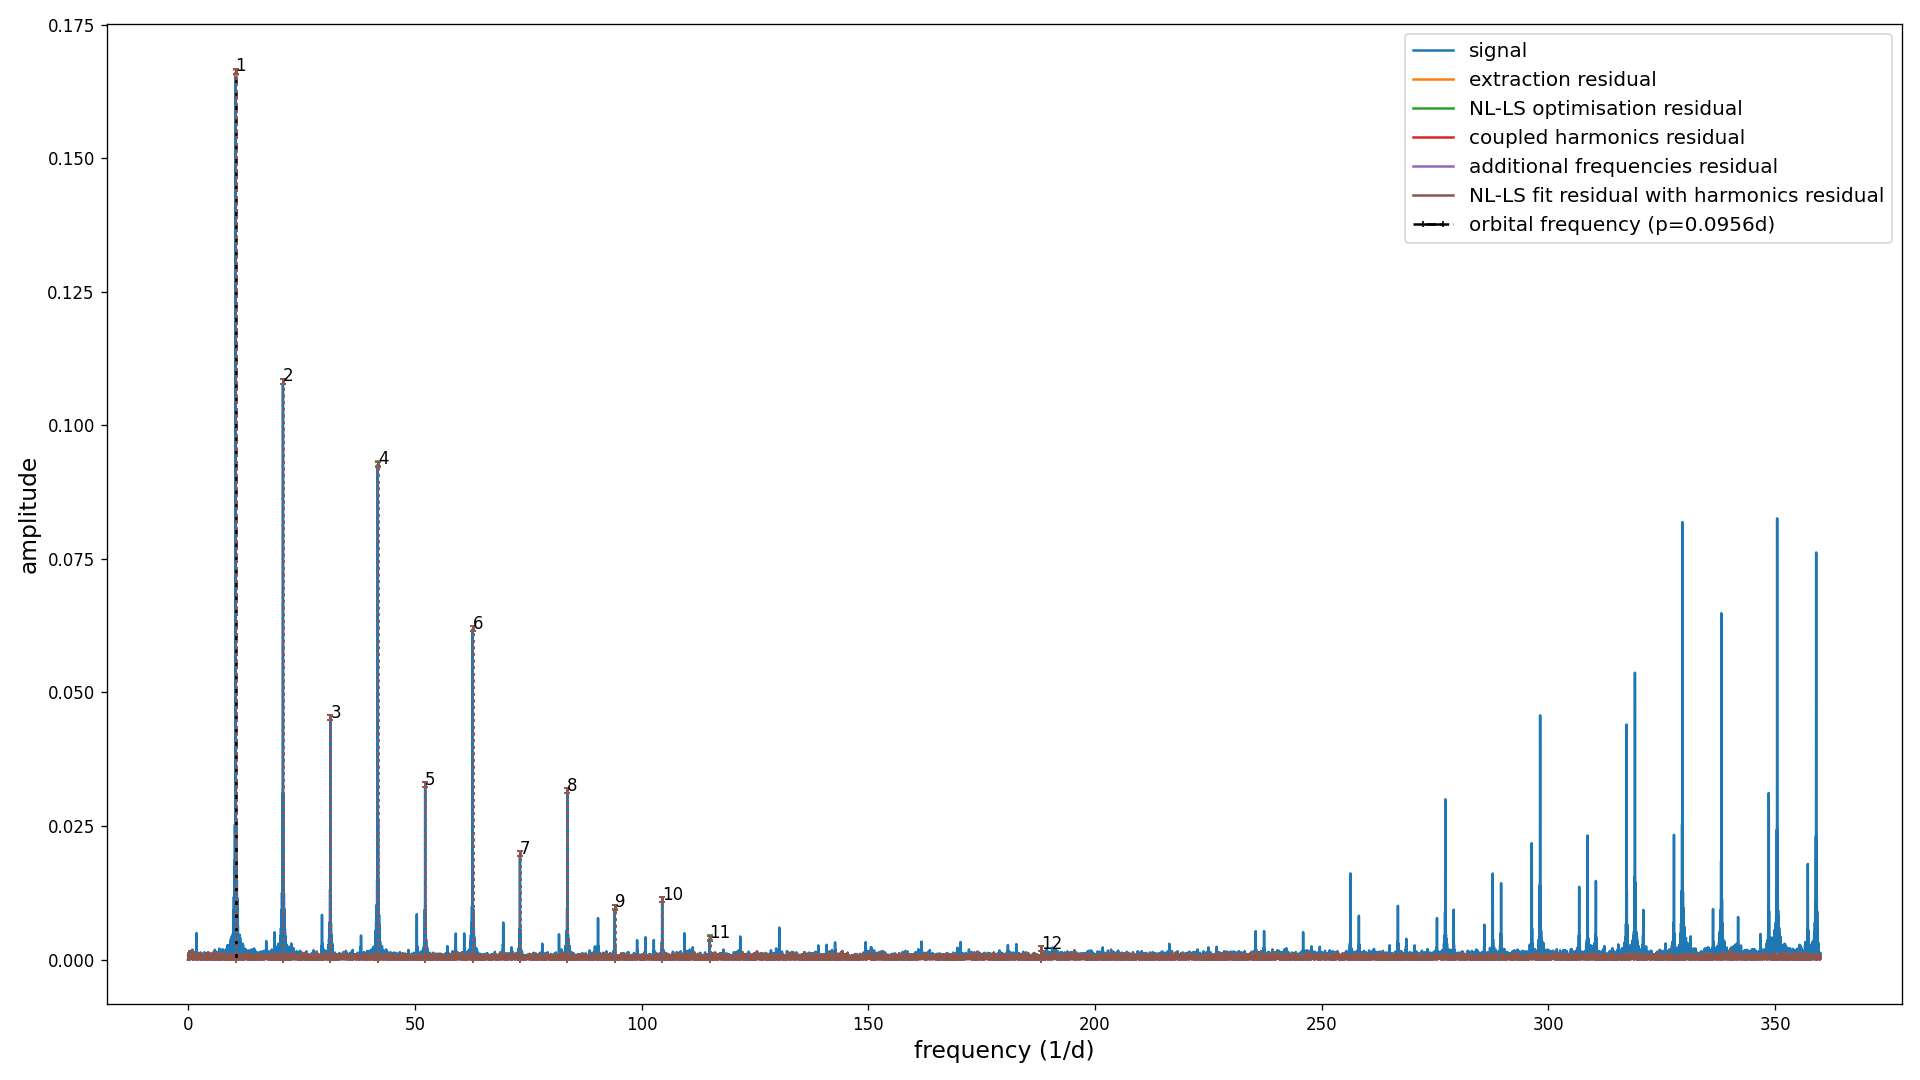 0.175
0.150
0.125
0.100
0.075
0.050
0.025
0.000
amplitude
1
2
3
4
5
6
7
8
9
10
11
12
signal
extraction residual
NL-LS optimisation residual
coupled harmonics residual
additional frequencies residual
NL-LS fit residual with harmonics residual
orbital frequency (p=0.0956d)
0 50 100 150 200 250 300 350
frequency (1/d)